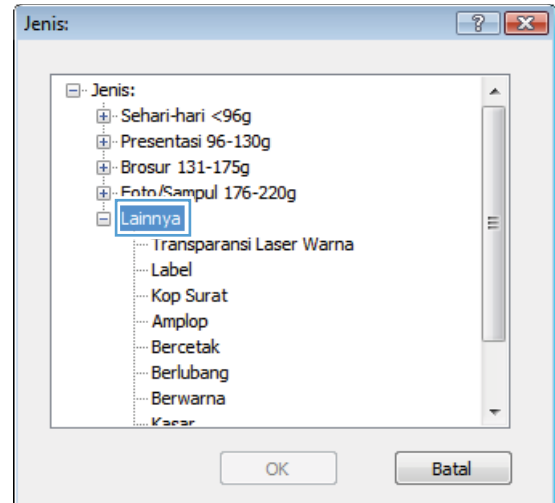 Jenis:
Jenis:
Sehari-hari <96g
Presentasi 96-130g
Brosur 131-175g
Foto/Sampul 176-220g
Lainnya
Transparansi Laser Warna
Label
Kop Surat
Amplop
Bercetak
Berlubang
Berwarna
Kasar
OK
Batal